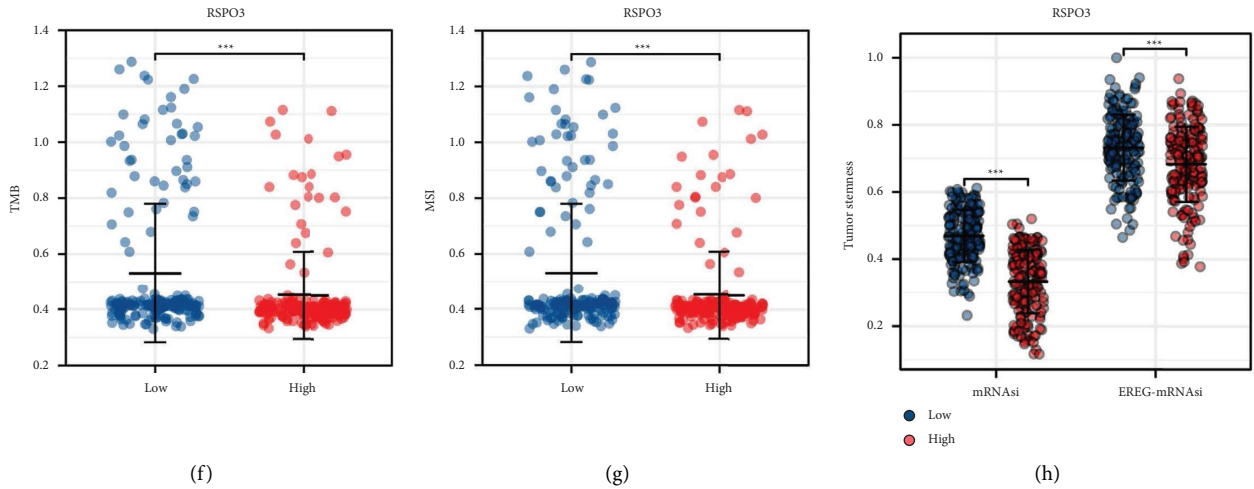 RSPO3
TMB
1.4
1.2
1.0
0.8
0.6
0.4
0.2
***
Low
High
(f)
RSPO3
MSI
1.4
1.2
1.0
0.8
0.6
0.4
0.2
***
Low
High
(g)
RSPO3
Tumor stemness
1.0
0.8
0.6
0.4
0.2
***
***
mRNAsi
EREG-mRNAsi
Low
High
(h)